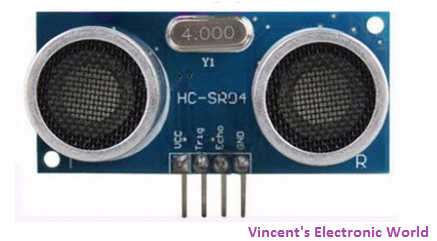 4.000
Y1
HC-SR04
VCC Trig Echo GND
T R
Vincent's Electronic World